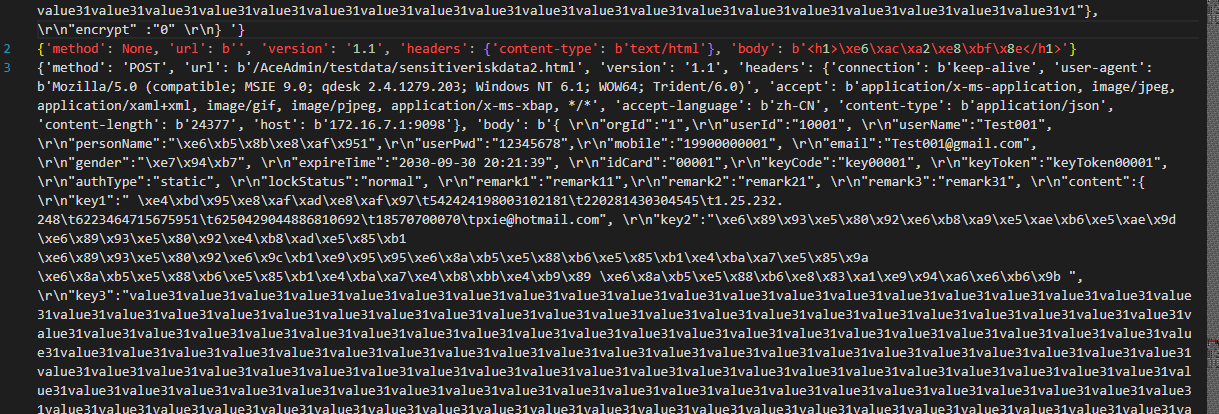 value31value31value31value31value31value31value31value31value31value31value31value31value31value31value31v1"},
\r\n"encrypt" :"0" \r\n} '}
2 {'method': None, 'url': b'', 'version': '1.1', 'headers': {'content-type': b'text/html'}, 'body': b'<h1>\xe6\xac\xa2\xe8\xbf\x8e</h1>'}
3 {'method': 'POST', 'url': b'/AceAdmin/testdata/sensitiveriskdata2.html', 'version': '1.1', 'headers': {'connection': b'keep-alive', 'user-agent':
b'Mozilla/5.0 (compatible; MSIE 9.0; qdesk 2.4.1279.203; Windows NT 6.1; WOW64; Trident/6.0)', 'accept': b'application/x-ms-application, image/jpeg,
application/xaml+xml, image/gif, image/pjpeg, application/x-ms-xbap, */*', 'accept-language': b'zh-CN', 'content-type': b'application/json',
'content-length': b'24377', 'host': b'172.16.7.1:9098'}, 'body': b'{ \r\n"orgId":"1",\r\n"userId":"10001", \r\n"userName":"Test001",
\r\n"personName":"\xe6\xb5\x8b\xe8\xaf\x951",\r\n"userPwd":"12345678",\r\n"mobile":"19900000001", \r\n"email":"Test001@gmail.com",
\r\n"gender":"\xe7\x94\xb7", \r\n"expireTime":"2030-09-30 20:21:39", \r\n"idCard":"00001",\r\n"keyCode":"key00001", \r\n"keyToken":"keyToken00001",
\r\n"authType":"static", \r\n"lockStatus":"normal", \r\n"remark1":"remark11",\r\n"remark2":"remark21", \r\n"remark3":"remark31", \r\n"content":{
\r\n"key1":" \xe4\xbd\x95\xe8\xaf\xad\xe8\xaf\x97\t542424198003102181\t220281430304545\t1.25.232.
248\t6223464715675951\t6250429044886810692\t18570700070\tpxie@hotmail.com", \r\n"key2":"\xe6\x89\x93\xe5\x80\x92\xe6\xb8\xa9\xe5\xae\xb6\xe5\xae\x9d
\xe6\x89\x93\xe5\x80\x92\xe4\xb8\xad\xe5\x85\xb1
\xe6\x89\x93\xe5\x80\x92\xe6\x9c\xb1\xe9\x95\x95\xe6\x8a\xb5\xe5\x88\xb6\xe5\x85\xb1\xe4\xba\xa7\xe5\x85\x9a
\xe6\x8a\xb5\xe5\x88\xb6\xe5\x85\xb1\xe4\xba\xa7\xe4\xb8\xbb\xe4\xb9\x89 \xe6\x8a\xb5\xe5\x88\xb6\xe8\x83\xa1\xe9\x94\xa6\xe6\xb6\x9b ",
\r\n"key3":"value31value31value31value31value31value31value31value31value31value31value31value31value31value31value31value31value
31value31value31value31value31value31value31value31value31value31value31value31value31value31value31value31value31value31value31v
alue31value31value31value31value31value31value31value31value31value31value31value31value31value31value31value31value31value31valu
e31value31value31value31value31value31value31value31value31value31value31value31value31value31value31value31value31value31value31
value31value31value31value31value31value31value31value31value31value31value31value31value31value31value31value31value31value31val
ue31value31value31value31value31value31value31value31value31value31value31value31value31value31value31value31value31value31value